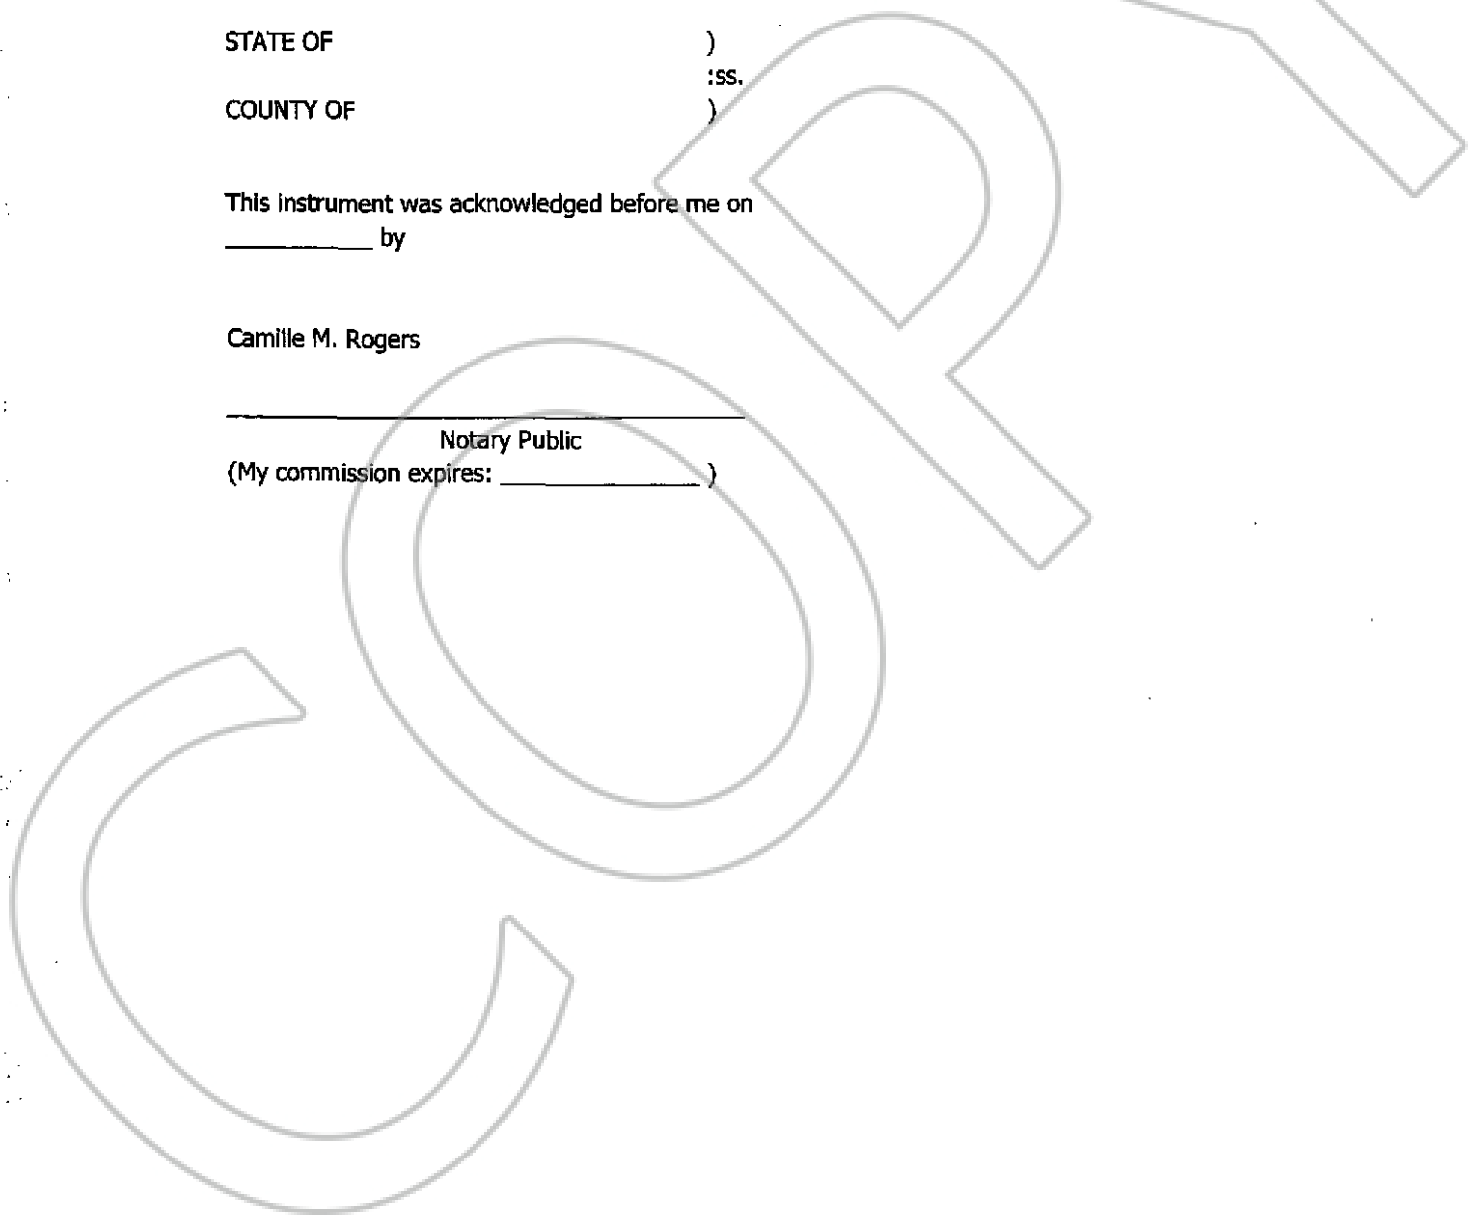 STATE OF )
:ss.
COUNTY OF )
This instrument was acknowledged before me on
____________ by
Camille M. Rogers
Notary Public
(My commission expires: ________________ )
COPY